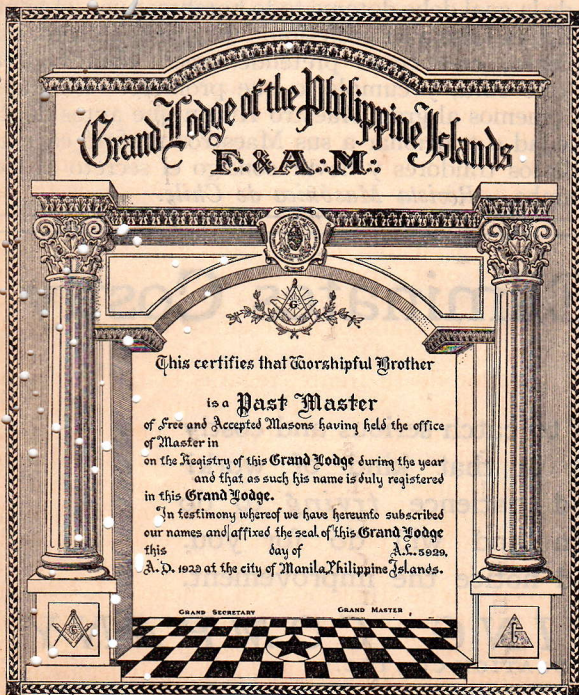 Grand Lodge of the Philippine Islands
F∴ & A∴ M∴
G
This certifies that Worshipful Brother
is a Past Master
of Free and Accepted Masons having held the office
of Master in
on the Registry of this Grand Lodge during the year
and that as such his name is duly registered
in this Grand Lodge.
In testimony whereof we have hereunto subscribed
our names and affixed the seal of this Grand Lodge
this day of A.L. 5929,
A.D. 1929 at the city of Manila, Philippine Islands.
GRAND SECRETARY GRAND MASTER
G G